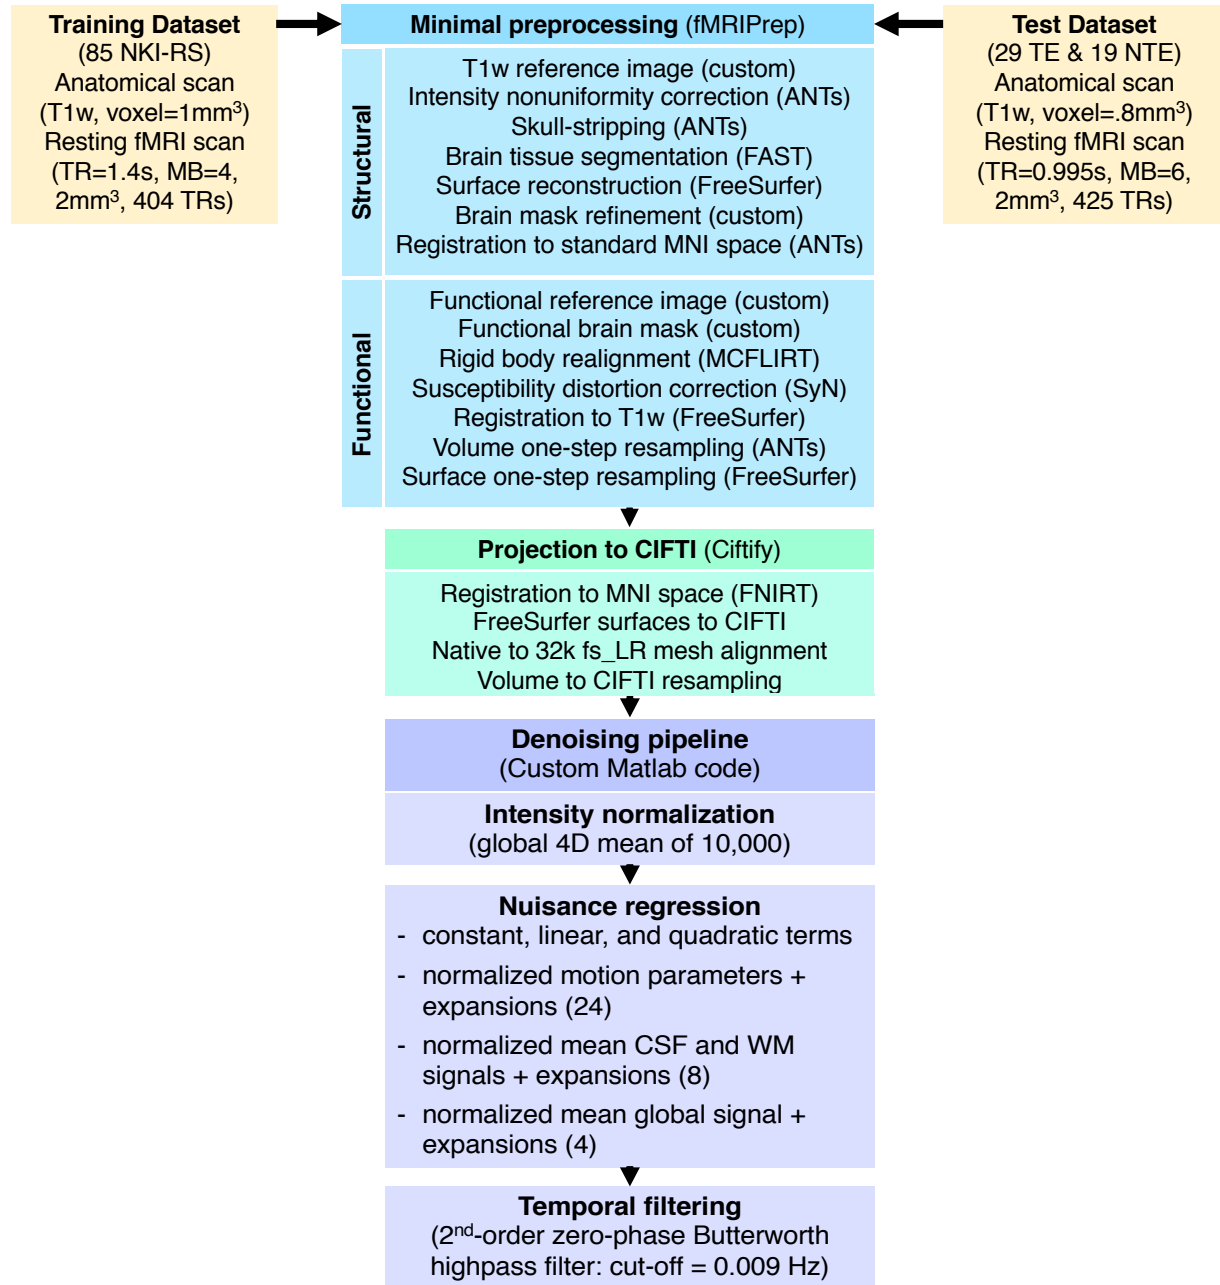 Training Dataset
(85 NKI-RS)
Anatomical scan
(T1w, voxel=1mm³)
Resting fMRI scan
(TR=1.4s, MB=4,
2mm³, 404 TRs)
Minimal preprocessing (fMRIPrep)
Test Dataset
(29 TE & 19 NTE)
Anatomical scan
(T1w, voxel=.8mm³)
Resting fMRI scan
(TR=0.995s, MB=6,
2mm³, 425 TRs)
Structural
T1w reference image (custom)
Intensity nonuniformity correction (ANTs)
Skull-stripping (ANTs)
Brain tissue segmentation (FAST)
Surface reconstruction (FreeSurfer)
Brain mask refinement (custom)
Registration to standard MNI space (ANTs)
Functional
Functional reference image (custom)
Functional brain mask (custom)
Rigid body realignment (MCFLIRT)
Susceptibility distortion correction (SyN)
Registration to T1w (FreeSurfer)
Volume one-step resampling (ANTs)
Surface one-step resampling (FreeSurfer)
Projection to CIFTI (Ciftify)
Registration to MNI space (FNIRT)
FreeSurfer surfaces to CIFTI
Native to 32k fs_LR mesh alignment
Volume to CIFTI resampling
Denoising pipeline
(Custom Matlab code)
Intensity normalization
(global 4D mean of 10,000)
Nuisance regression
- constant, linear, and quadratic terms
- normalized motion parameters +
expansions (24)
- normalized mean CSF and WM
signals + expansions (8)
- normalized mean global signal +
expansions (4)
Temporal filtering
(2ⁿᵈ-order zero-phase Butterworth
highpass filter: cut-off = 0.009 Hz)